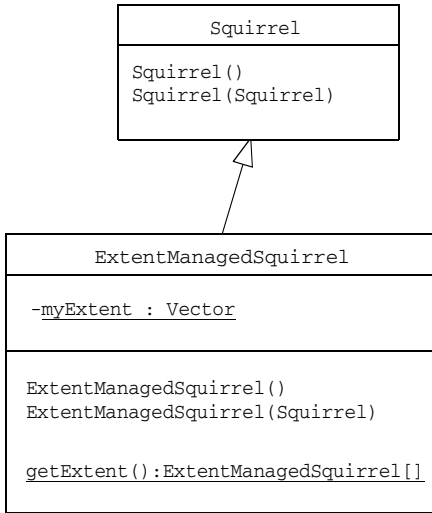 Squirrel
Squirrel()
Squirrel(Squirrel)
ExtentManagedSquirrel
-myExtent : Vector
ExtentManagedSquirrel()
ExtentManagedSquirrel(Squirrel)
getExtent():ExtentManagedSquirrel[]